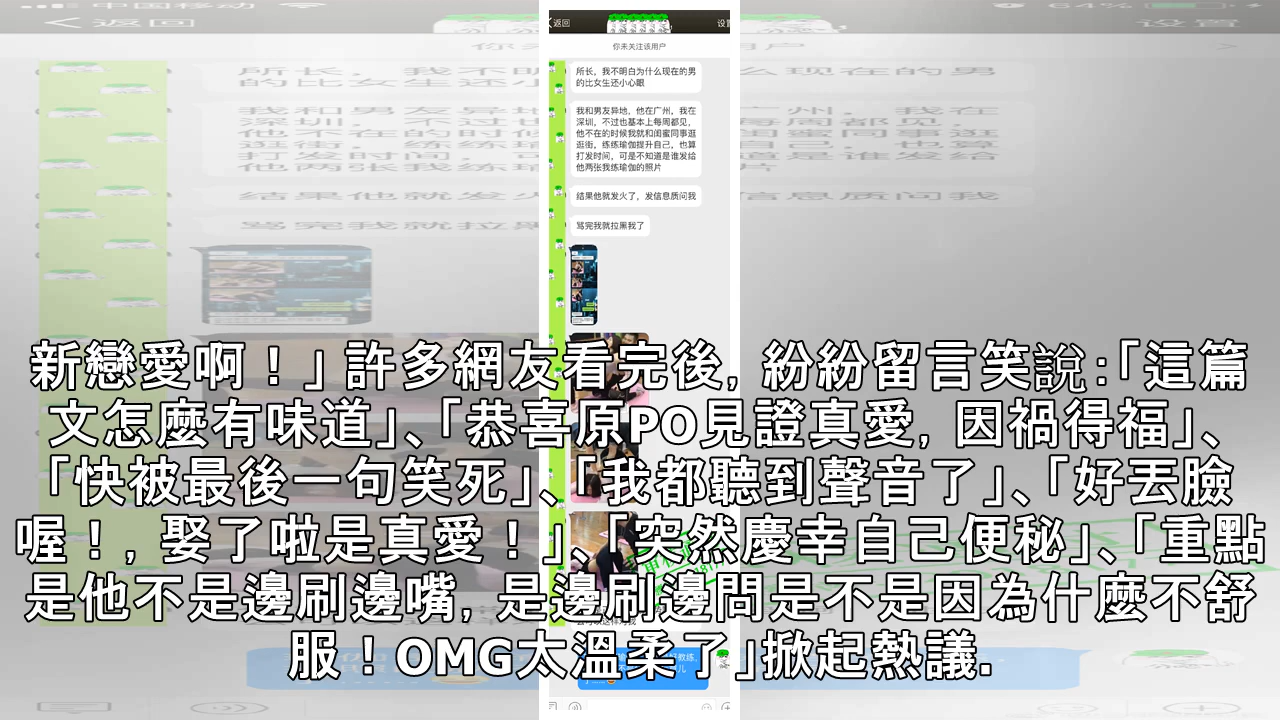 返回
设置
你未关注该用户
所长，我不明白为什么现在的男
的比女生还小心眼
我和男友异地，他在广州，我在
深圳，不过也基本上每周都见，
他不在的时候我就和闺蜜同事逛
逛街，练练瑜伽提升自己，也算
打发时间，可是不知道是谁发给
他两张我练瑜伽的照片
结果他就发火了，发信息质问我
骂完我就拉黑我了
新戀愛啊！」許多網友看完後, 紛紛留言笑說:「這篇
文怎麼有味道」、「恭喜原PO見證真愛, 因禍得福」、
「快被最後一句笑死」、「我都聽到聲音了」、「好丟臉
喔！, 娶了啦是真愛！」、「突然慶幸自己便秘」、「重點
是他不是邊刷邊嘴, 是邊刷邊問是不是因為什麼不舒
服！OMG太溫柔了」掀起熱議.